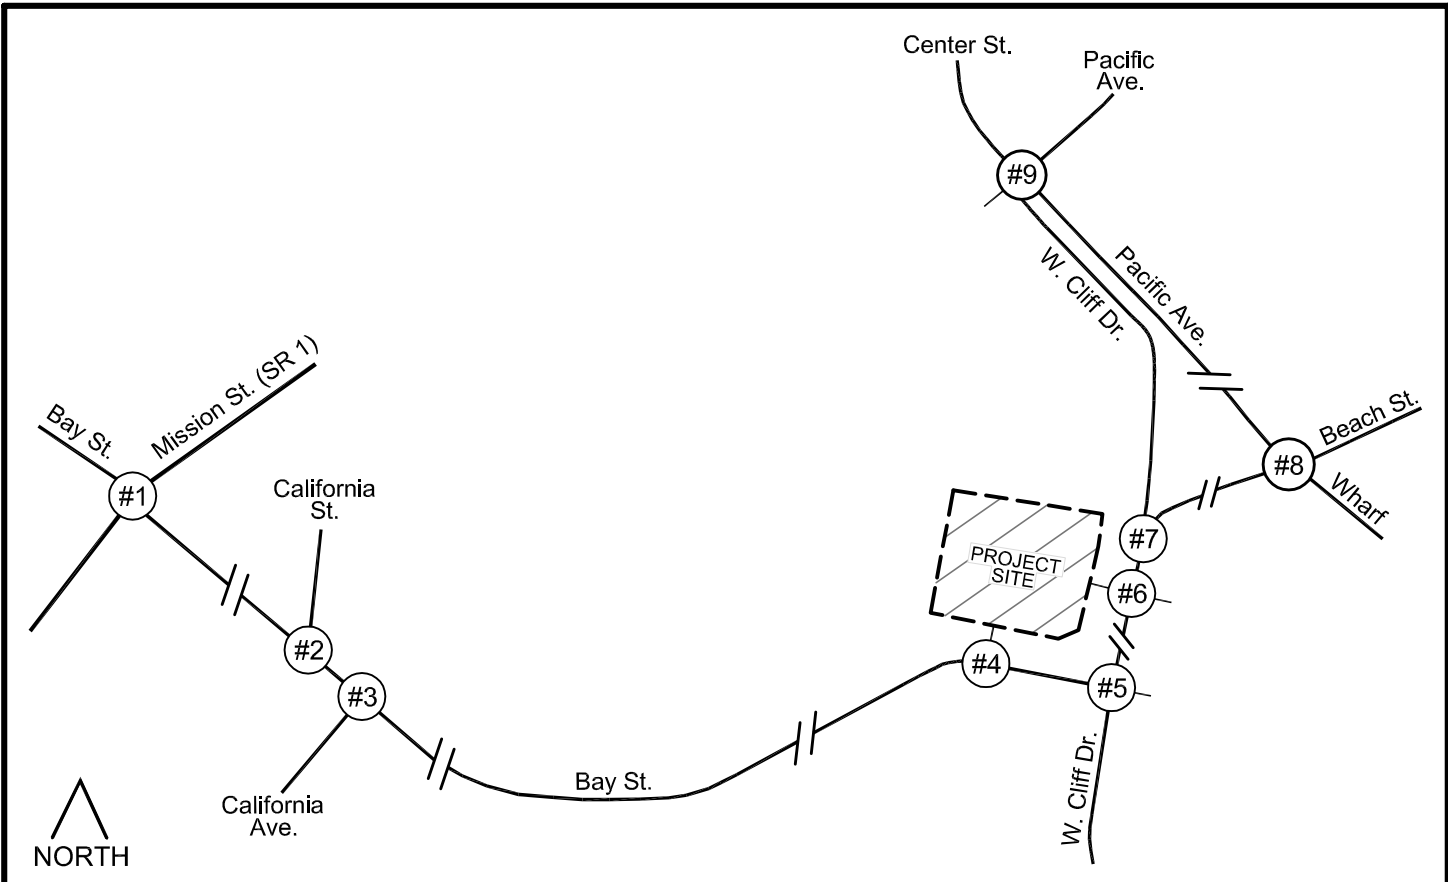 Center St.
Pacific
Ave.
#9
W. Cliff Dr.
Pacific Ave.
Mission St. (SR 1)
Bay St.
Beach St.
#8
Wharf
#1
California
St.
#7
PROJECT
SITE
#6
#2
#4
#3
#5
W. Cliff Dr.
Bay St.
California
Ave.
NORTH